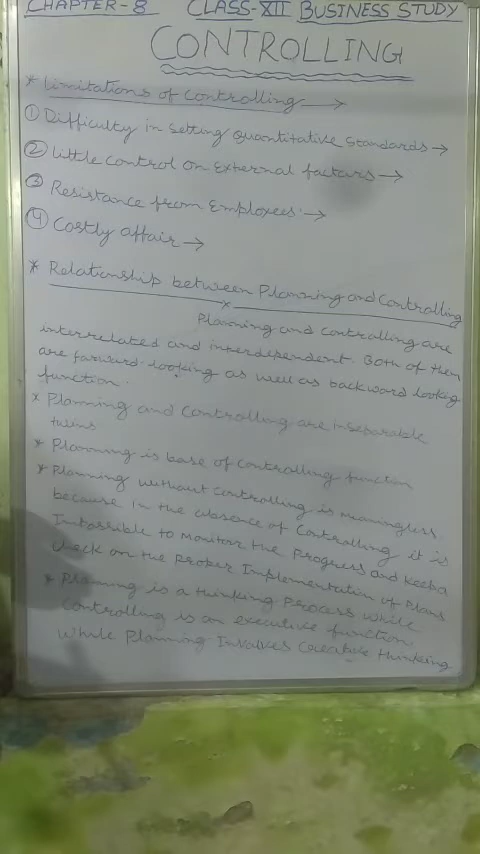 CHAPTER-8 CLASS-XII BUSINESS STUDY
CONTROLLING
* Limitations of Controlling →
① Difficulty in setting quantitative standards →
② Little control on External factors →
③ Resistance from Employees →
④ Costly affair →
* Relationship between Planning and Controlling
Planning and Controlling are
interrelated and interdependent. Both of them
are forward-looking as well as backward looking
function.
* Planning and Controlling are inseparable
twins
* Planning is base of Controlling function
* Planning without controlling is meaningless
because in the absence of controlling it is
Impossible to monitor the Progress and keep a
check on the Proper Implementation of Plans
* Planning is a thinking process while
Controlling is an executive function.
While Planning Involves Creative thinking